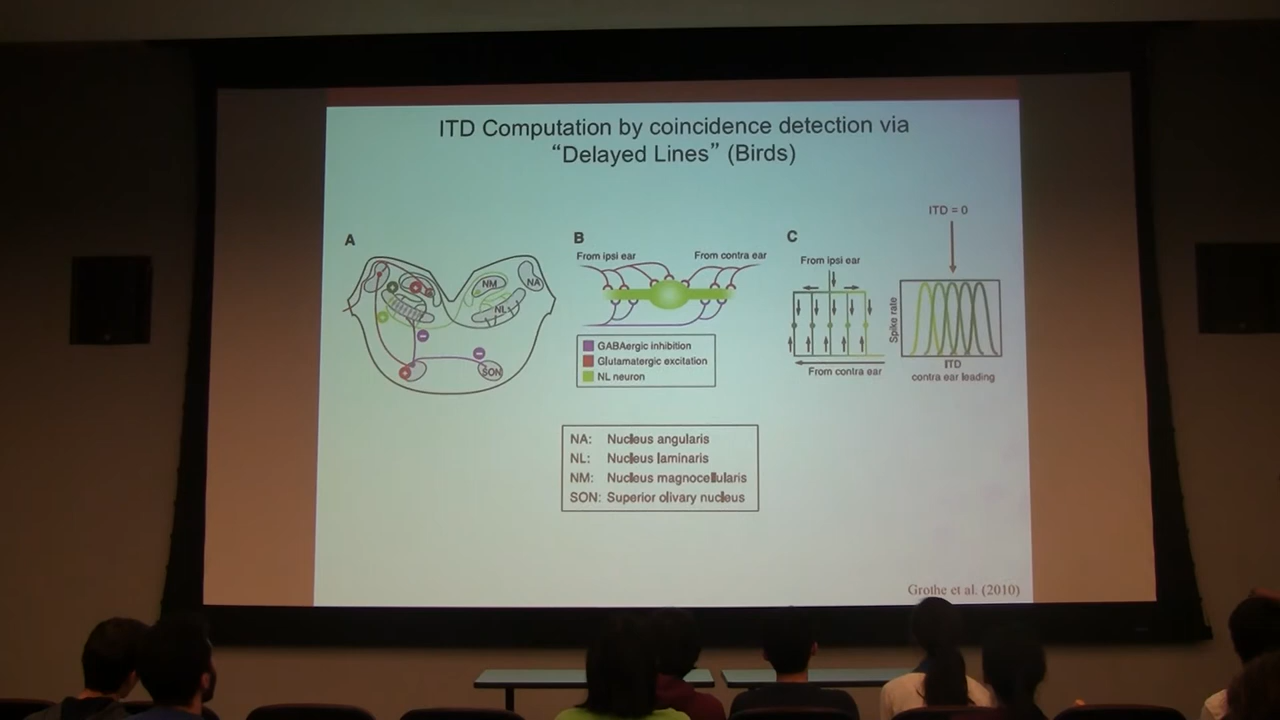 ITD Computation by coincidence detection via
“Delayed Lines” (Birds)
A
NM
NA
NL
SON
B
From ipsi ear
From contra ear
GABAergic inhibition
Glutamatergic excitation
NL neuron
C
From ipsi ear
From contra ear
ITD = 0
Spike rate
ITD
contra ear leading
NA: Nucleus angularis
NL: Nucleus laminaris
NM: Nucleus magnocellularis
SON: Superior olivary nucleus
Grothe et al. (2010)